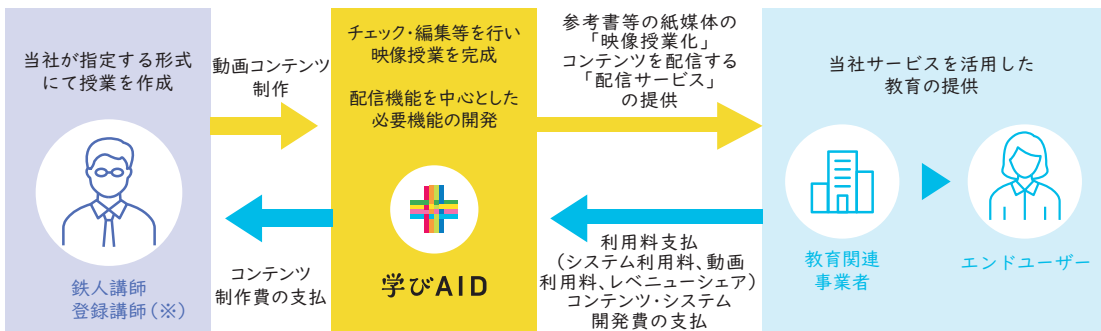 当社が指定する形式
にて授業を作成
鉄人講師
登録講師(※)
動画コンテンツ
制作
コンテンツ
制作費の支払
チェック・編集等を行い
映像授業を完成
配信機能を中心とした
必要機能の開発
学びAID
参考書等の紙媒体の
「映像授業化」
コンテンツを配信する
「配信サービス」
の提供
利用料支払
(システム利用料、動画
利用料、レベニューシェア)
コンテンツ・システム
開発費の支払
当社サービスを活用した
教育の提供
教育関連
事業者
エンドユーザー